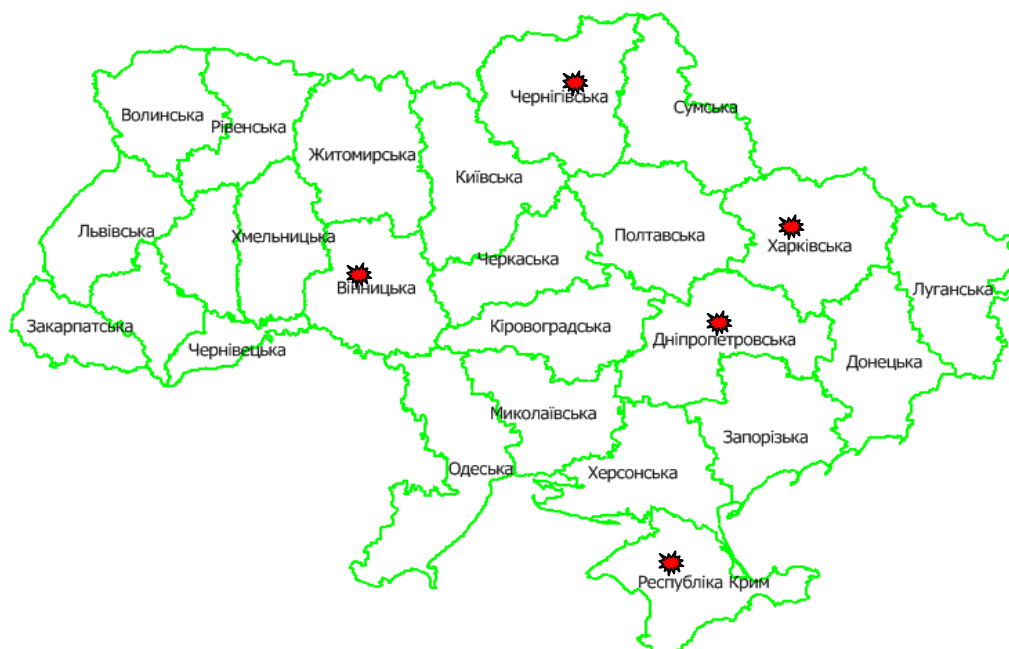 Чернігівська
Сумська
Волинська
Рівенська
Житомирська
Київська
Львівська
Хмельницька
Полтавська
Харківська
Черкаська
Вінницька
Луганська
Закарпатська
Кіровоградська
Дніпропетровська
Чернівецька
Донецька
Миколаївська
Запорізька
Одеська
Херсонська
Республіка Крим